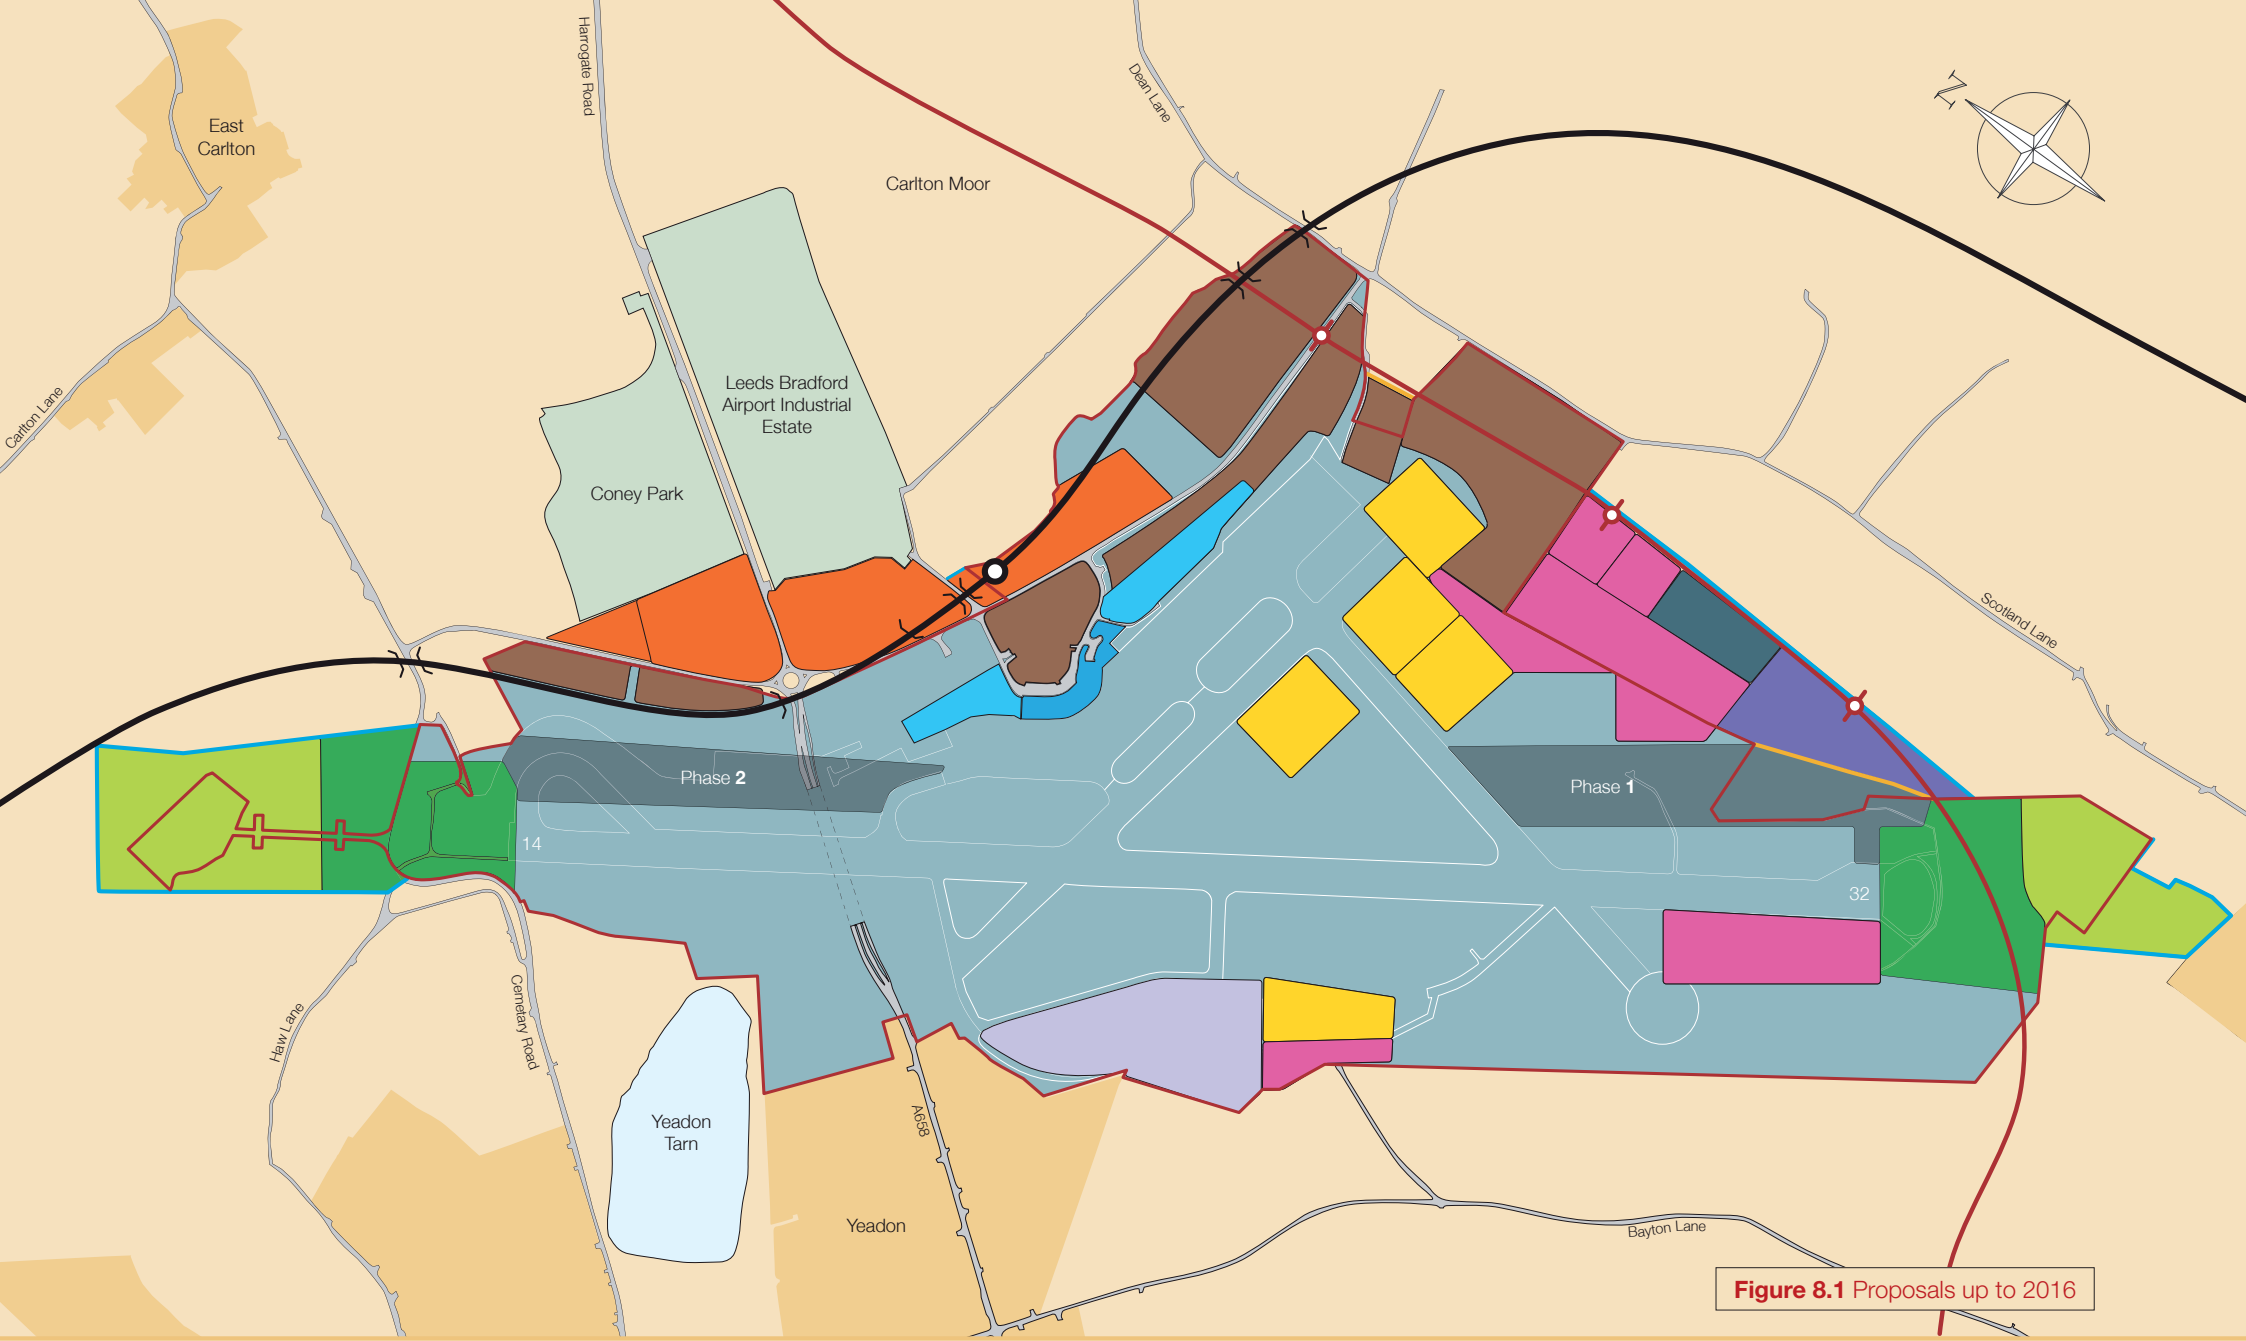 East
Carlton
Harrogate Road
Dean Lane
N
Carlton Moor
Carlton Lane
Leeds Bradford
Airport Industrial
Estate
Coney Park
Scotland Lane
Phase 2
Phase 1
14
32
Haw Lane
Cemetary Road
A658
Yeadon
Tarn
Yeadon
Bayton Lane
Figure 8.1 Proposals up to 2016